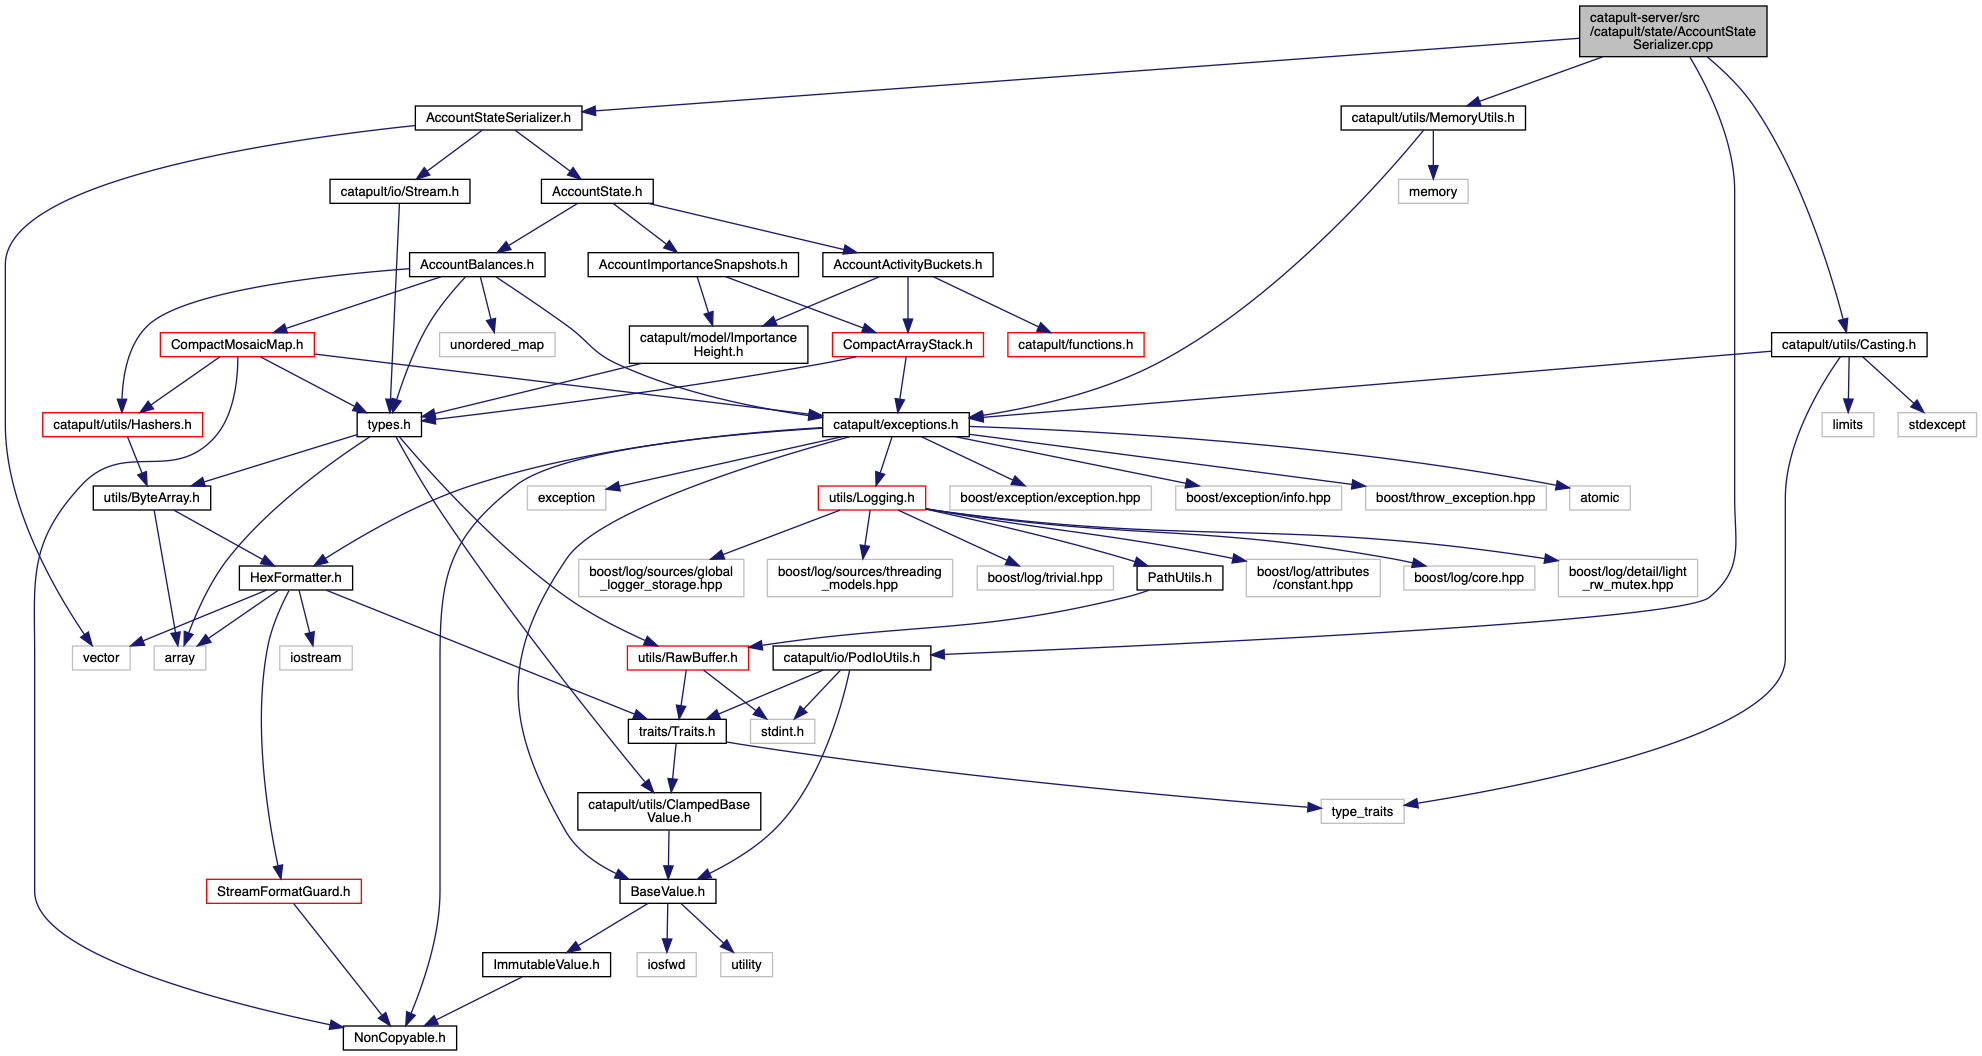 catapult-server/src
/catapult/state/AccountState
Serializer.cpp
AccountStateSerializer.h
catapult/utils/MemoryUtils.h
catapult/io/Stream.h
AccountState.h
memory
AccountBalances.h
AccountImportanceSnapshots.h
AccountActivityBuckets.h
CompactMosaicMap.h
unordered_map
catapult/model/Importance
Height.h
CompactArrayStack.h
catapult/functions.h
catapult/utils/Casting.h
catapult/utils/Hashers.h
types.h
catapult/exceptions.h
limits
stdexcept
utils/ByteArray.h
exception
utils/Logging.h
boost/exception/exception.hpp
boost/exception/info.hpp
boost/throw_exception.hpp
atomic
HexFormatter.h
boost/log/sources/global
_logger_storage.hpp
boost/log/sources/threading
_models.hpp
boost/log/trivial.hpp
PathUtils.h
boost/log/attributes
/constant.hpp
boost/log/core.hpp
boost/log/detail/light
_rw_mutex.hpp
vector
array
iostream
utils/RawBuffer.h
catapult/io/PodIoUtils.h
traits/Traits.h
stdint.h
catapult/utils/ClampedBase
Value.h
type_traits
StreamFormatGuard.h
BaseValue.h
ImmutableValue.h
iosfwd
utility
NonCopyable.h